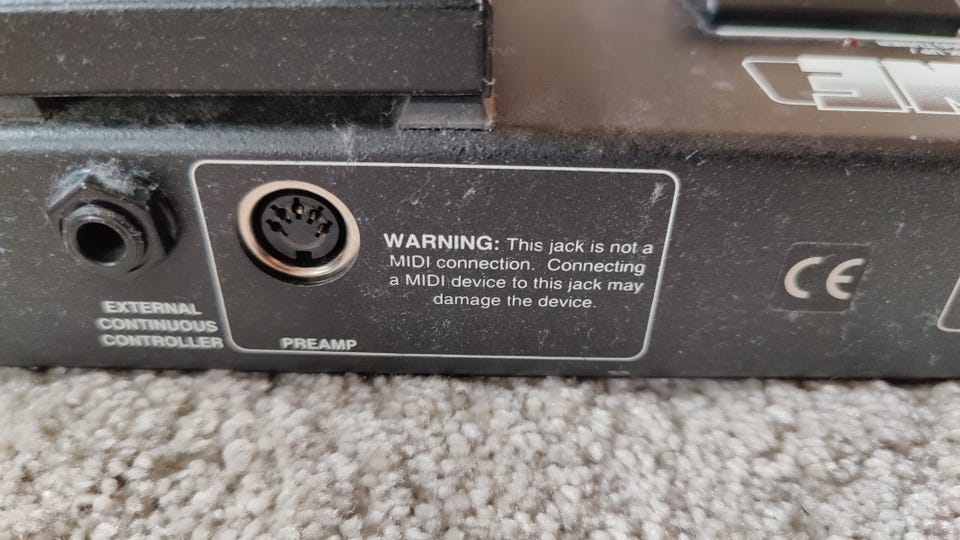 EXTERNAL
CONTINUOUS
CONTROLLER
PREAMP
WARNING: This jack is not a
MIDI connection. Connecting
a MIDI device to this jack may
damage the device.
CE